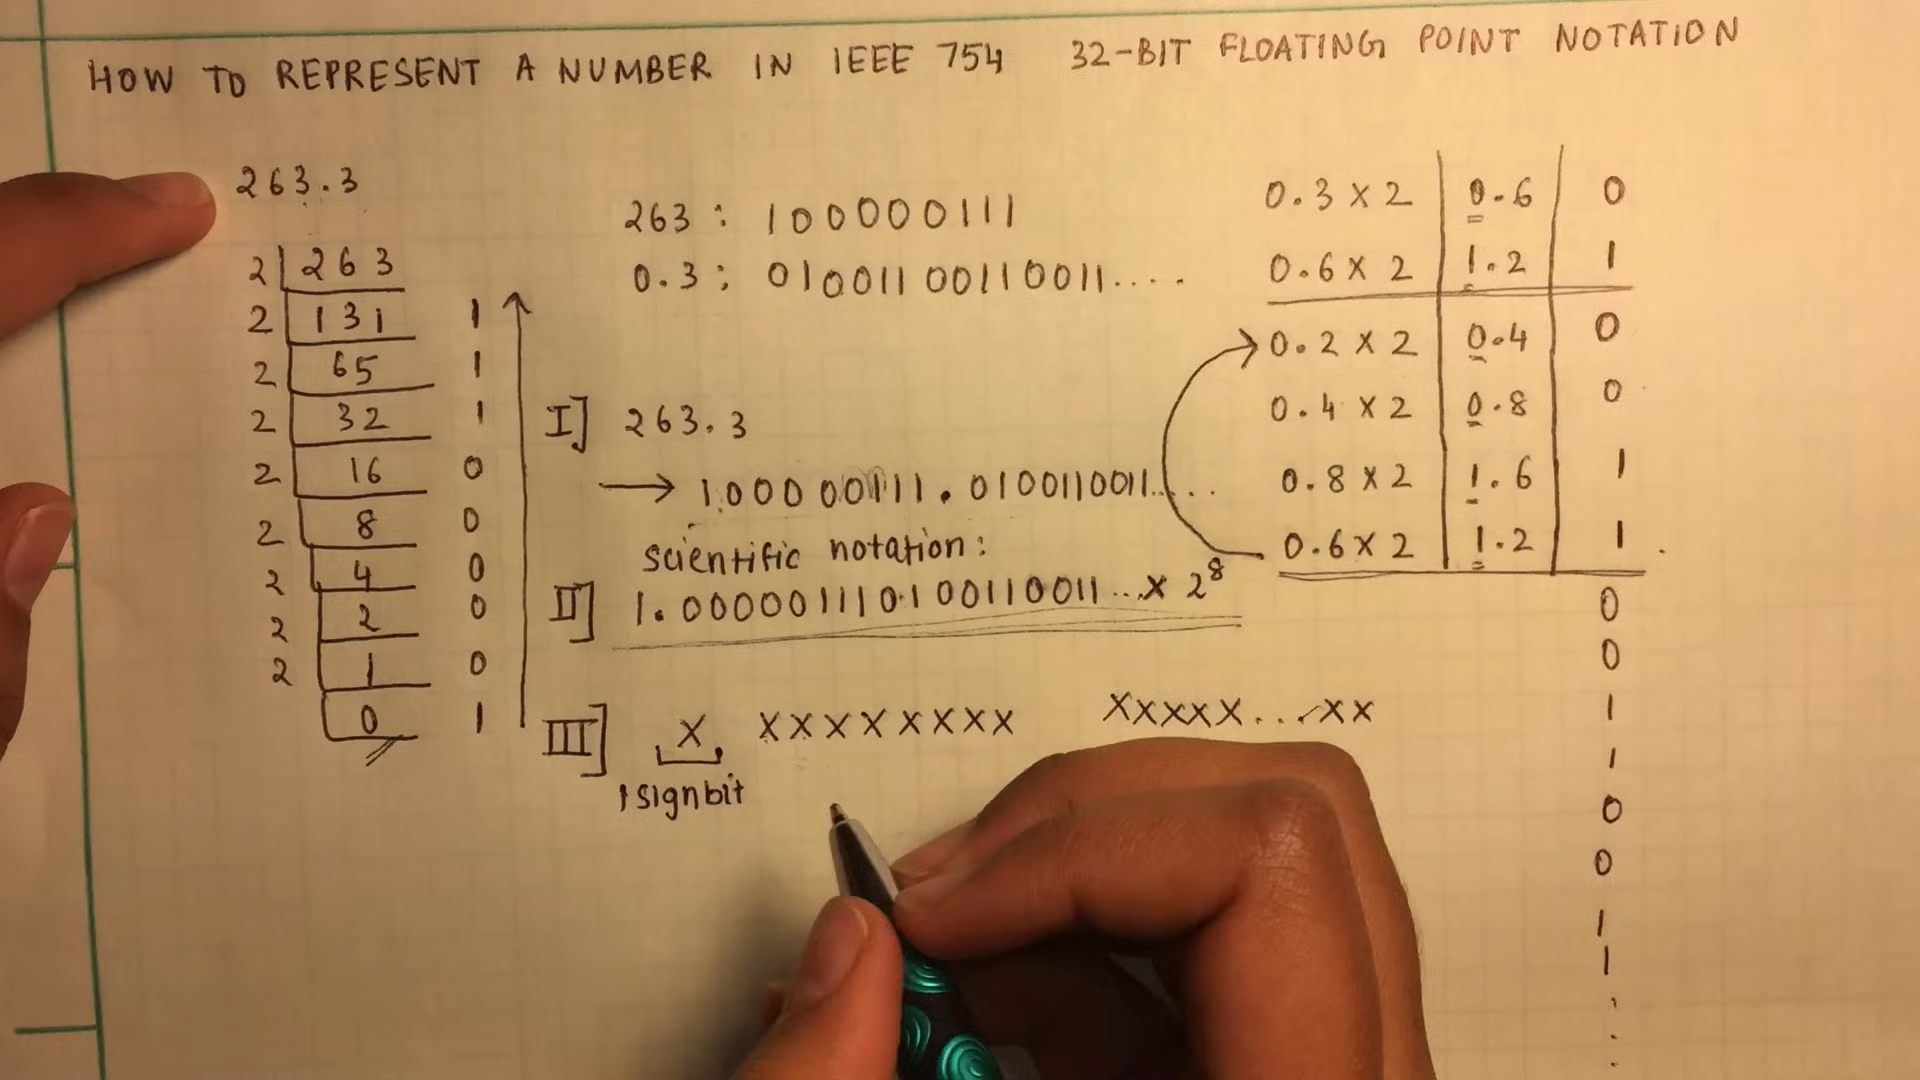 HOW TO REPRESENT A NUMBER IN IEEE 754 32-BIT FLOATING POINT NOTATION
263.3
2 263
2 131 1
2 65 1
2 32 1
2 16 0
2 8 0
2 4 0
2 2 0
2 1 0
0 1
263 : 100000111
0.3 : 01001100110011....
I] 263.3
→ 100000111.0100110011.....
scientific notation:
II] 1.000001110100110011...x 2⁸
III] X XXXXXXXX XXXXX...XX
1 sign bit
0.3 x 2 0.6 0
0.6 x 2 1.2 1
0.2 x 2 0.4 0
0.4 x 2 0.8 0
0.8 x 2 1.6 1
0.6 x 2 1.2 1
0
0
1
1
0
0
1
1
.
.
.